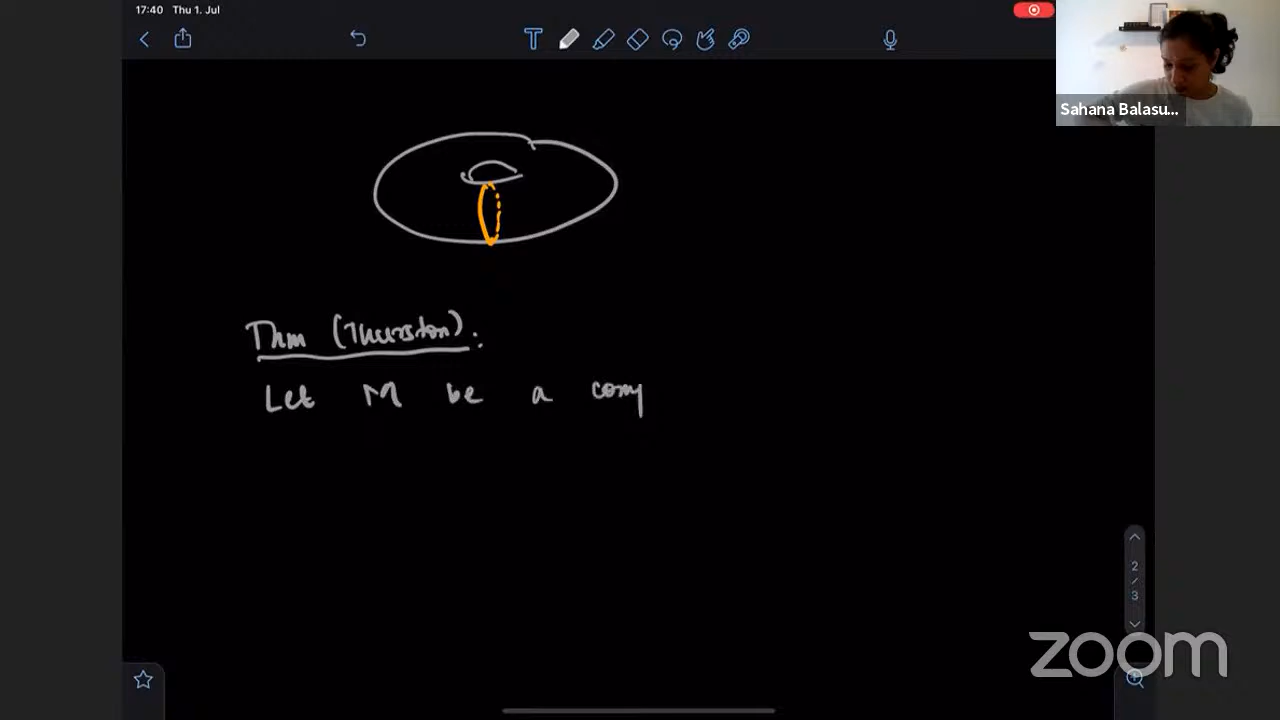 17:40 Thu 1. Jul
Sahana Balasu...
Thm (Thurston):
Let M be a comp
2
/
3
zoom